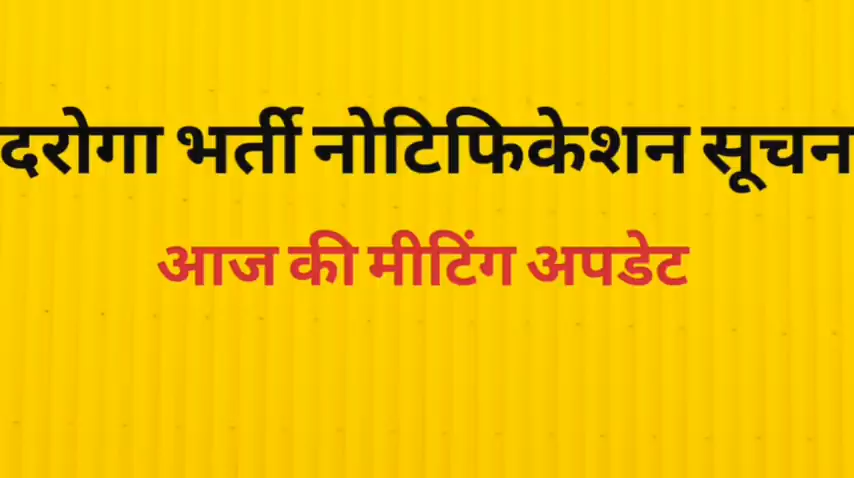 दरोगा भर्ती नोटिफिकेशन सूचन
आज की मीटिंग अपडेट